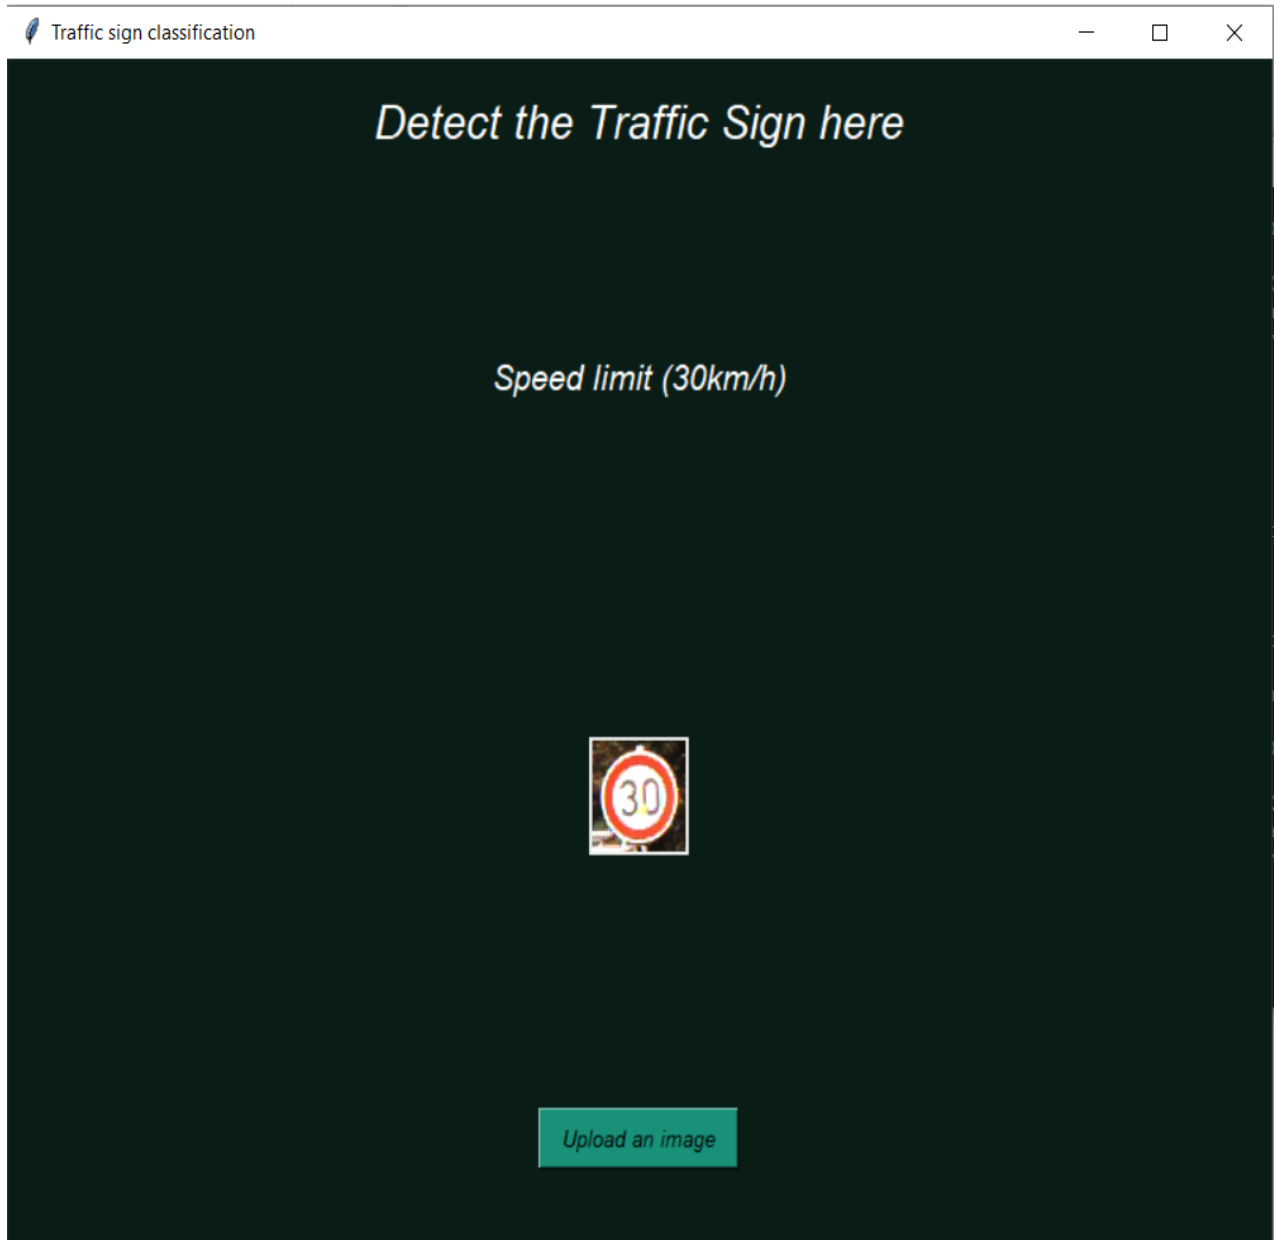 Traffic sign classification
Detect the Traffic Sign here
Speed limit (30km/h)
30
Upload an image